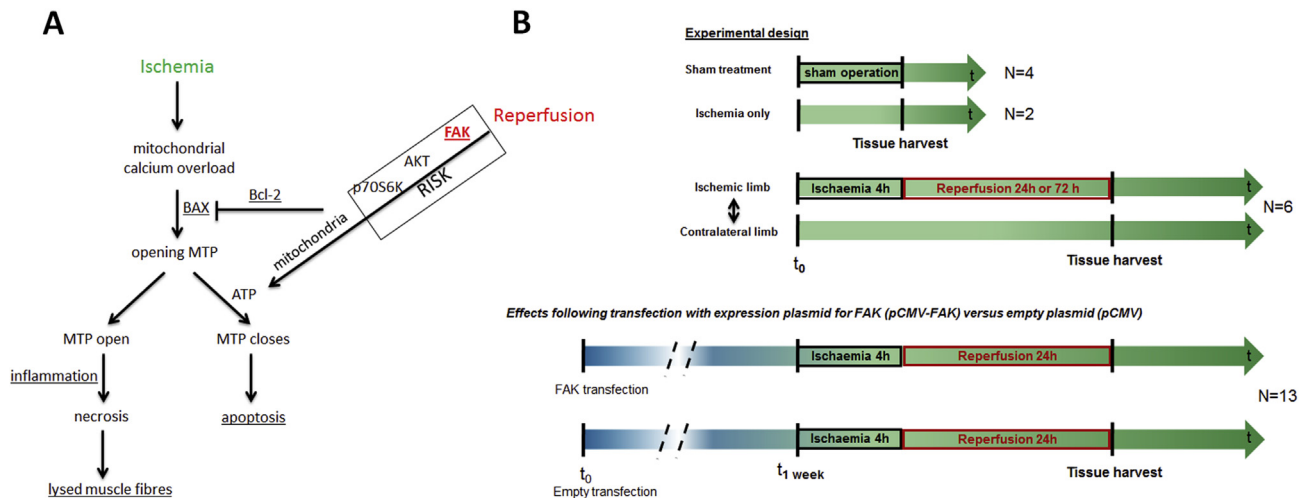 A
Ischemia
mitochondrial
calcium overload
BAX
Bcl-2
opening MTP
ATP
MTP open
MTP closes
inflammation
necrosis
apoptosis
lysed muscle fibres
Reperfusion
FAK
AKT
p70S6K
RISK
mitochondria
B
Experimental design
Sham treatment
sham operation
t
N=4
Ischemia only
N=2
Tissue harvest
Ischemic limb
Ischaemia 4h
Reperfusion 24h or 72 h
t
N=6
Contralateral limb
t
t0
Tissue harvest
Effects following transfection with expression plasmid for FAK (pCMV-FAK) versus empty plasmid (pCMV)
Ischaemia 4h
Reperfusion 24h
t
FAK transfection
N=13
Ischaemia 4h
Reperfusion 24h
t
t0
t1 week
Tissue harvest
Empty transfection